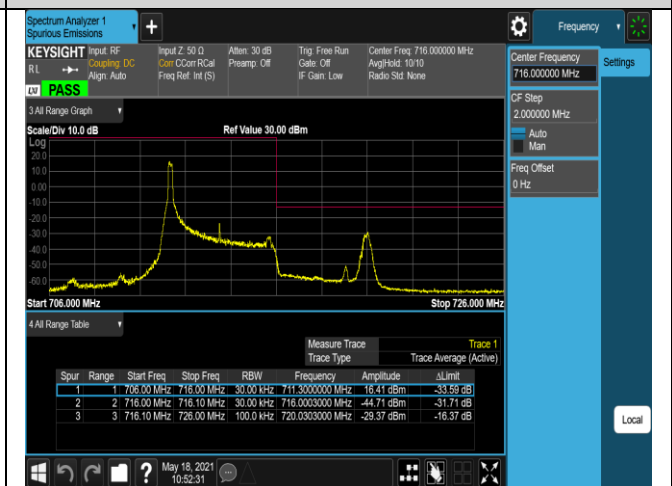 Spectrum Analyzer 1
Spurious Emissions
+
Frequency
KEYSIGHT Input: RF Input Z: 50 Ω Atten: 30 dB Trig: Free Run Center Freq: 716.000000 MHz
RL Coupling: DC Corr CCorr RCal Preamp: Off Gate: Off Avg|Hold: 10/10
Align: Auto Freq Ref: Int (S) IF Gain: Low Radio Std: None
LXI PASS
Center Frequency
716.000000 MHz
Settings
CF Step
2.000000 MHz
Auto
Man
Freq Offset
0 Hz
3 All Range Graph
Scale/Div 10.0 dB Ref Value 30.00 dBm
Log
20.0
10.0
0.00
-10.0
-20.0
-30.0
-40.0
-50.0
-60.0
Start 706.000 MHz Stop 726.000 MHz
4 All Range Table
Measure Trace Trace 1
Trace Type Trace Average (Active)
Spur Range Start Freq Stop Freq RBW Frequency Amplitude ΔLimit
1 1 706.00 MHz 716.00 MHz 30.00 kHz 711.3000000 MHz 16.41 dBm -33.59 dB
2 2 716.00 MHz 716.10 MHz 30.00 kHz 716.0003000 MHz -44.71 dBm -31.71 dB
3 3 716.10 MHz 726.00 MHz 100.0 kHz 720.0303000 MHz -29.37 dBm -16.37 dB
Local
? May 18, 2021
10:52:31